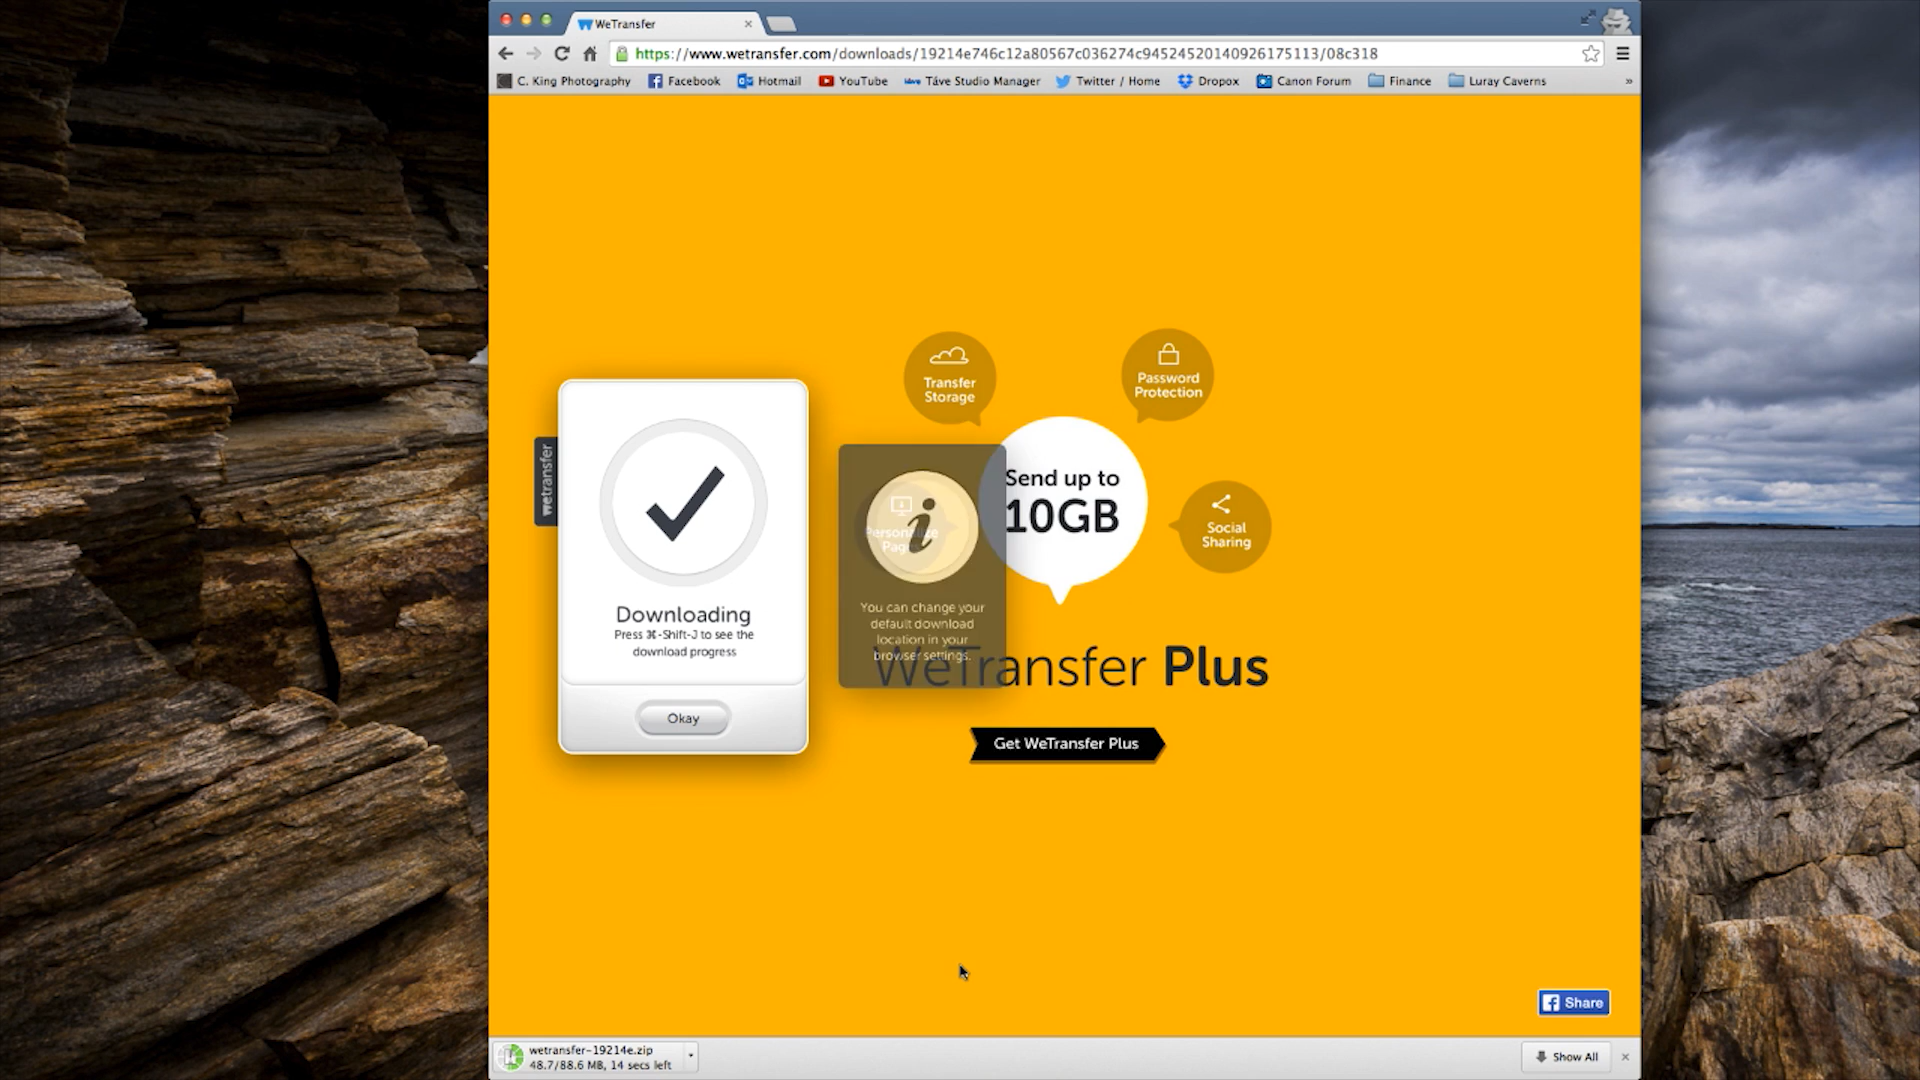 WeTransfer
https://www.wetransfer.com/downloads/19214e746c12a80567c036274c94524520140926175113/08c318
C. King Photography Facebook Hotmail YouTube Táve Studio Manager Twitter / Home Dropox Canon Forum Finance Luray Caverns »
Transfer
Storage
Password
Protection
Send up to
10GB
Social
Sharing
Personalize
Page
wetransfer
Downloading
Press ⌘-Shift-J to see the
download progress
Okay
i
You can change your
default download
location in your
browser settings.
WeTransfer Plus
Get WeTransfer Plus
Share
wetransfer-19214e.zip
48.7/88.6 MB, 14 secs left
Show All